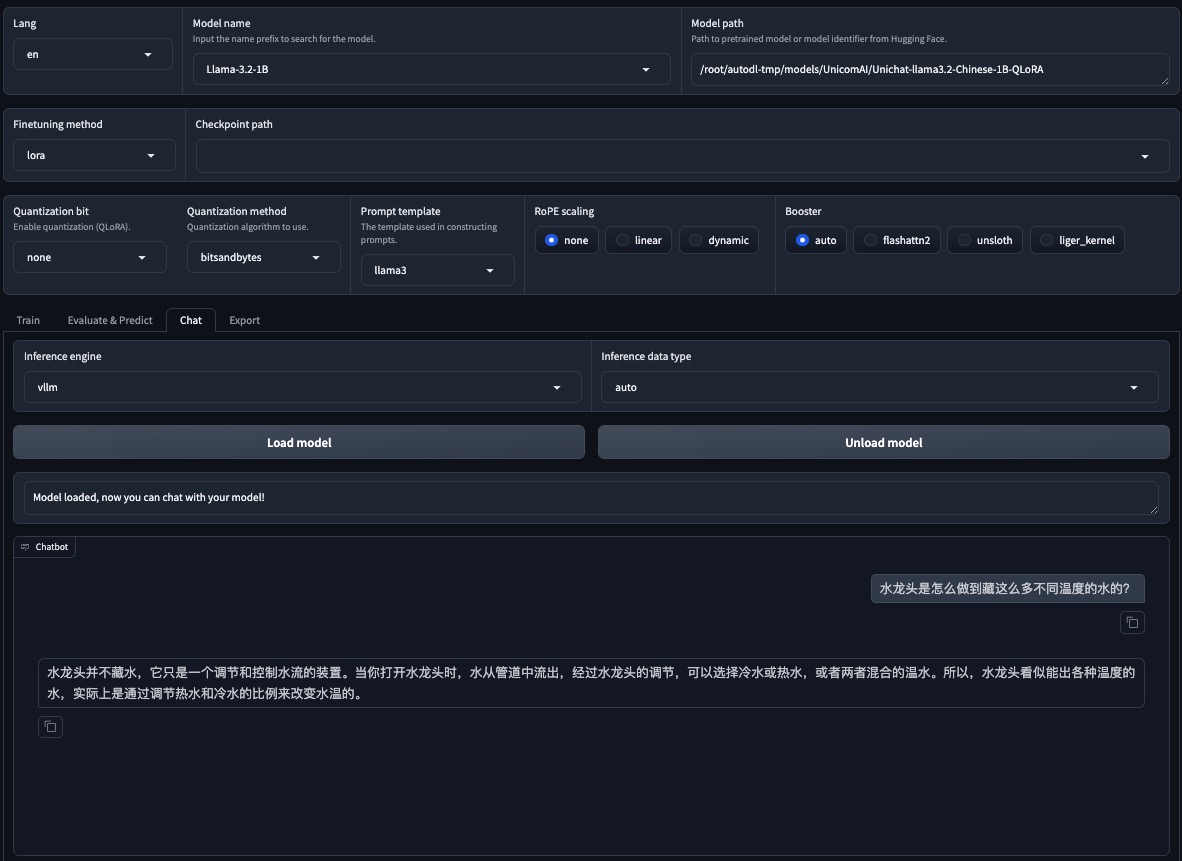 Lang
en
Model name
Input the name prefix to search for the model.
Llama-3.2-1B
Model path
Path to pretrained model or model identifier from Hugging Face.
/root/autodl-tmp/models/UnicomAI/Unichat-llama3.2-Chinese-1B-QLoRA
Finetuning method
lora
Checkpoint path
Quantization bit
Enable quantization (QLoRA).
none
Quantization method
Quantization algorithm to use.
bitsandbytes
Prompt template
The template used in constructing
prompts.
llama3
RoPE scaling
none linear dynamic
Booster
auto flashattn2 unsloth liger_kernel
Train Evaluate & Predict Chat Export
Inference engine
vllm
Inference data type
auto
Load model
Unload model
Model loaded, now you can chat with your model!
Chatbot
水龙头是怎么做到藏这么多不同温度的水的？
水龙头并不藏水，它只是一个调节和控制水流的装置。当你打开水龙头时，水从管道中流出，经过水龙头的调节，可以选择冷水或热水，或者两者混合的温水。所以，水龙头看似能出各种温度的
水，实际上是通过调节热水和冷水的比例来改变水温的。